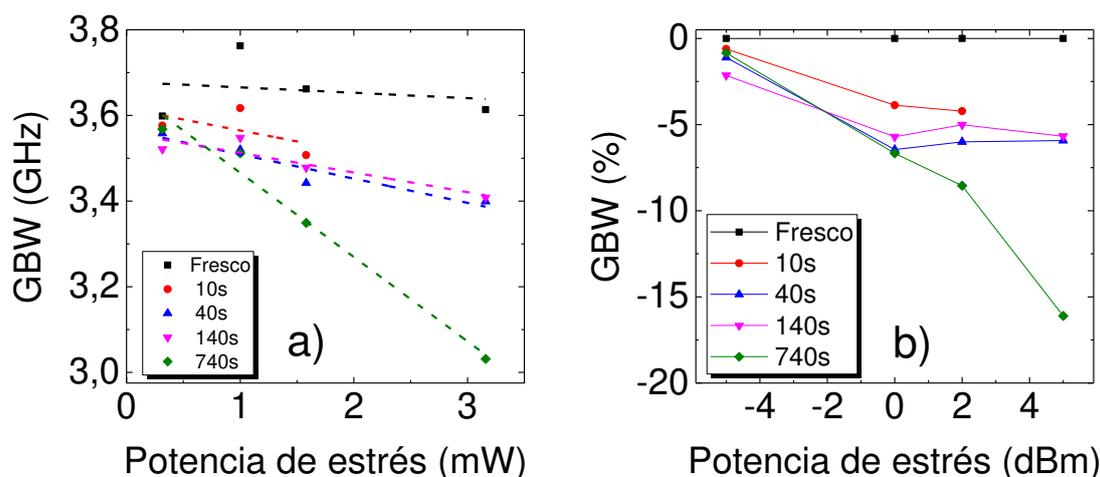 3,8
3,6
3,4
3,2
3,0
GBW (GHz)
Fresco
10s
40s
140s
740s
a)
0 1 2 3
Potencia de estrés (mW)
0
-5
-10
-15
-20
GBW (%)
Fresco
10s
40s
140s
740s
b)
-4 -2 0 2 4
Potencia de estrés (dBm)